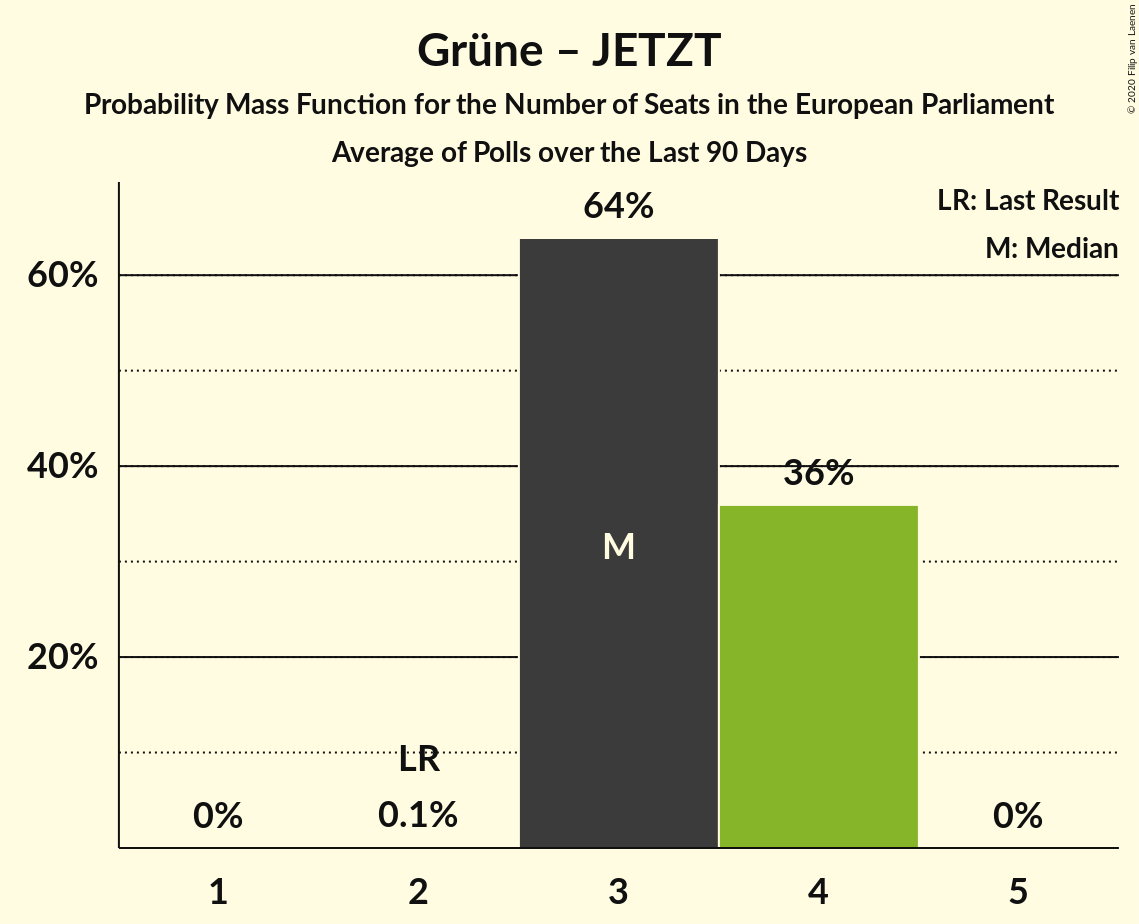 Grüne – JETZT
Probability Mass Function for the Number of Seats in the European Parliament
Average of Polls over the Last 90 Days
© 2020 Filip van Laenen
LR: Last Result
M: Median
64%
60%
40%
36%
M
20%
LR
0%
0.1%
0%
1
2
3
4
5